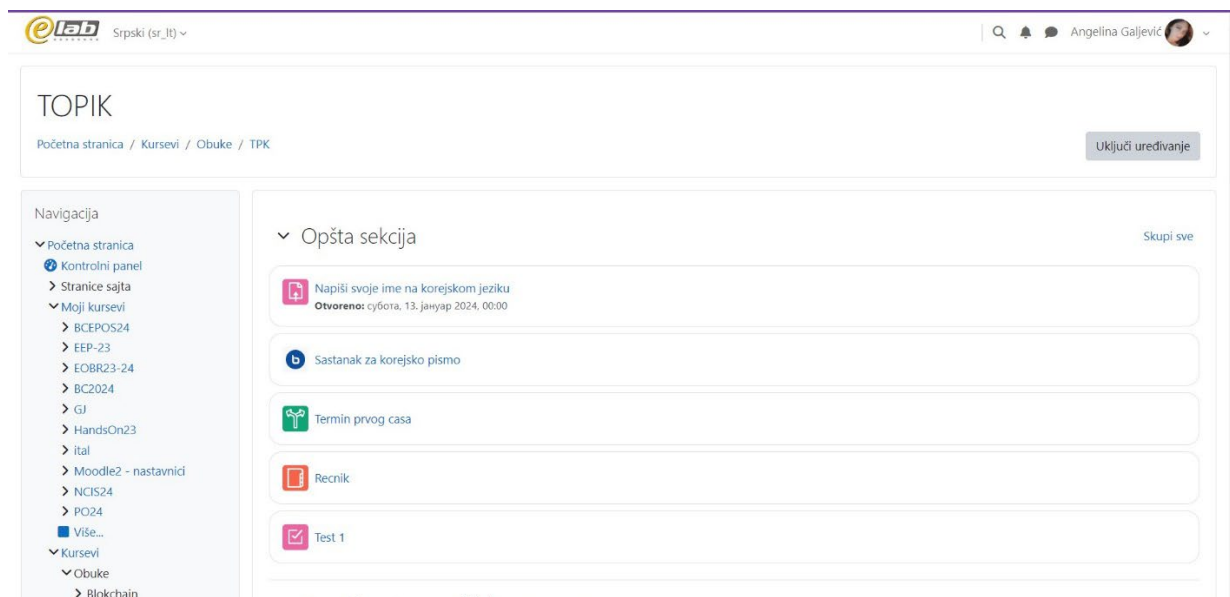 elab Srpski (sr_lt)
Angelina Galjević
TOPIK
Početna stranica / Kursevi / Obuke / TPK
Uključi uređivanje
Navigacija
Početna stranica
Kontrolni panel
Stranice sajta
Moji kursevi
BCEPOS24
EEP-23
EOBR23-24
BC2024
GJ
HandsOn23
ital
Moodle2 - nastavnici
NCIS24
PO24
Više...
Kursevi
Obuke
Blokchain
Opšta sekcija
Skupi sve
Napiši svoje ime na korejskom jeziku
Otvoreno: субота, 13. јануар 2024, 00:00
Sastanak za korejsko pismo
Termin prvog casa
Recnik
Test 1